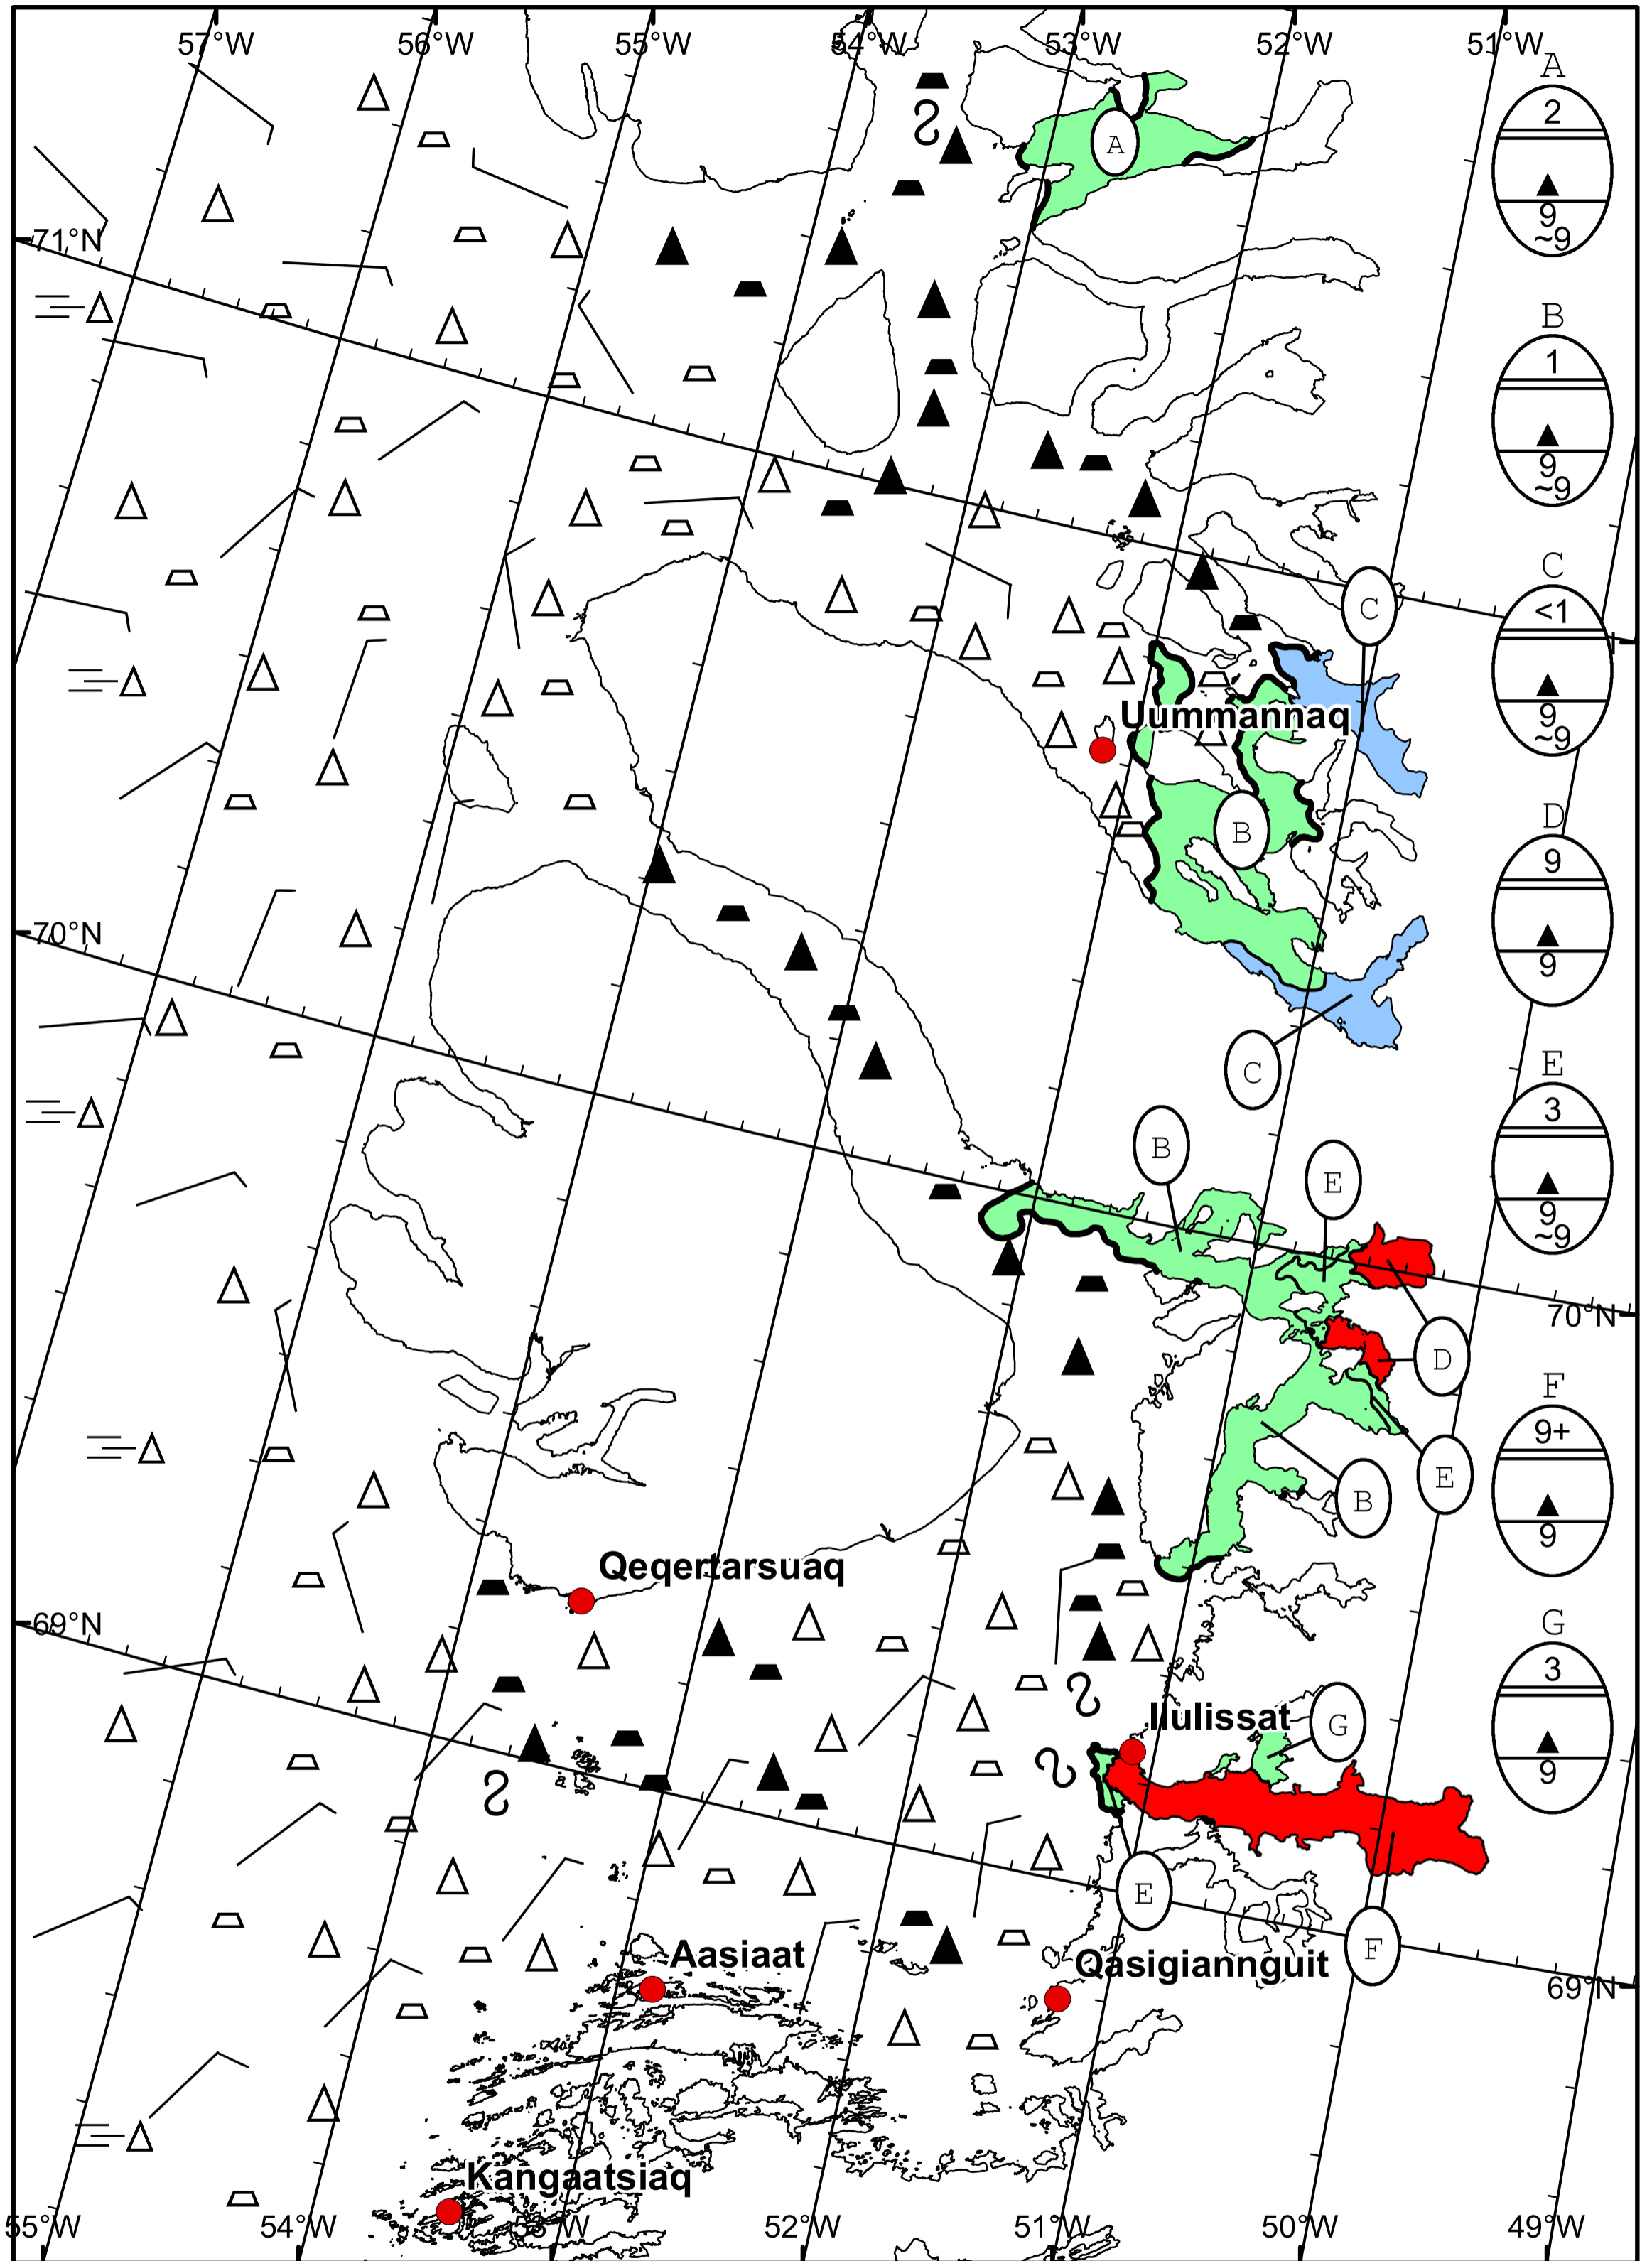 57°W 56°W 55°W 54°W 53°W 52°W 51°W
A
2
9
~9
A
71°N
B
1
9
~9
C
<1
9
~9
C
Uummannaq
B
D
9
9
70°N
C
E
3
9
~9
B
E
70°N
D
F
9+
9
E
B
Qeqertarsuaq
69°N
G
3
9
Ilulissat
G
E
F
Aasiaat
Qasigiannguit
69°N
Kangaatsiaq
55°W 54°W 53°W 52°W 51°W 50°W 49°W